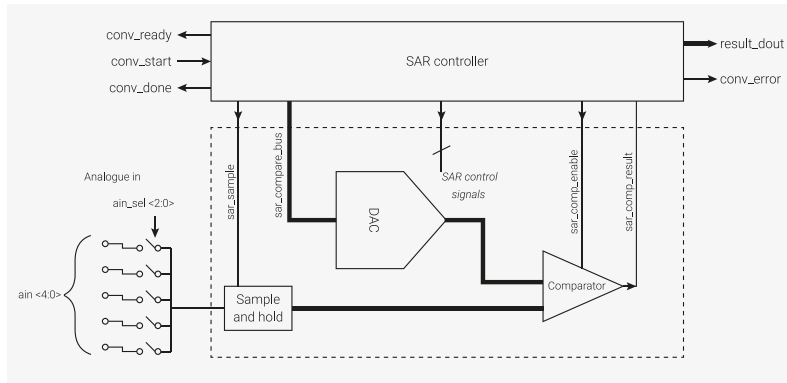 conv_ready
conv_start
conv_done
SAR controller
result_dout
conv_error
sar_sample
sar_compare_bus
SAR control
signals
sar_comp_enable
sar_comp_result
Analogue in
ain_sel <2:0>
DAC
ain <4:0>
Sample
and hold
Comparator